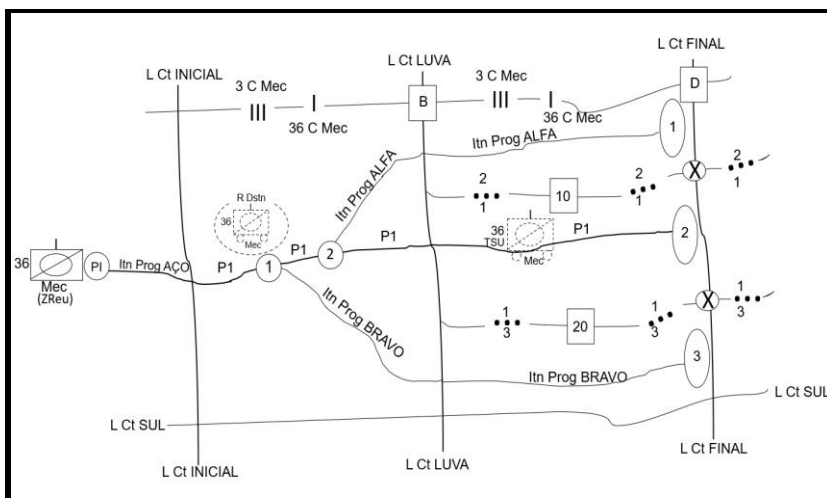 L Ct FINAL
L Ct LUVA
L Ct INICIAL
3 C Mec
3 C Mec
III
I
B
III
I
D
36 C Mec
36 C Mec
Itn Prog ALFA
1
Itn Prog ALFA
2
1
10
2
1
X
2
1
R Dstn
I
36
Mec
I
36
Mec
(ZReu)
PI
Itn Prog AÇO
P1
1
P1
2
P1
I
36
TSU
Mec
P1
2
Itn Prog BRAVO
1
3
20
1
3
X
1
3
Itn Prog BRAVO
3
L Ct SUL
L Ct SUL
L Ct INICIAL
L Ct LUVA
L Ct FINAL